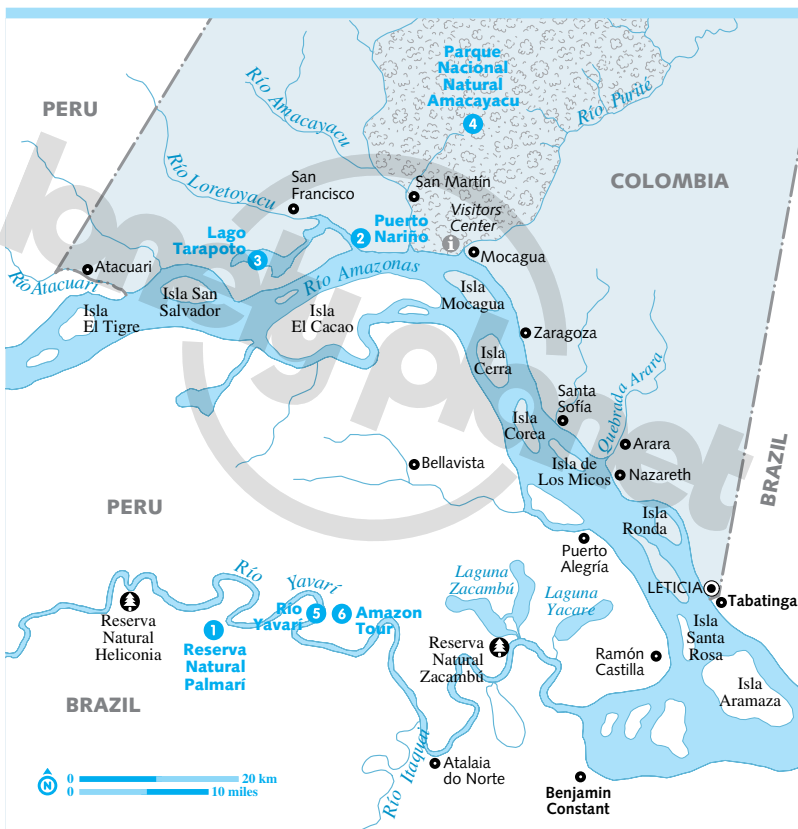 Parque
Nacional
Natural
Amacayacu
4
Río Purité
Río Amacayacu
PERU
COLOMBIA
Río Loretoyacu
San
Francisco
San Martín
Visitors
Center
i
Puerto
Nariño
2
Lago
Tarapoto
3
Mocagua
Atacuari
Río Atacuari
Río Amazonas
Isla San
Salvador
Isla
El Tigre
Isla
El Cacao
Isla
Mocagua
Zaragoza
Isla
Cerra
Santa
Sofía
Quebrada Arara
Isla
Corea
Arara
Isla de
Los Micos
Nazareth
Bellavista
BRAZIL
PERU
Isla
Ronda
Puerto
Alegría
Río Yavarí
Laguna
Zacambú
Laguna
Yacare
LETICIA
Tabatinga
Reserva
Natural
Heliconia
1
Reserva
Natural
Palmarí
Río
Yavarí
5
6
Amazon
Tour
Reserva
Natural
Zacambú
Ramón
Castilla
Isla
Santa
Rosa
Isla
Aramaza
BRAZIL
Río Itaquai
Atalaia
do Norte
Benjamin
Constant
N
0 20 km
0 10 miles
lonely planet